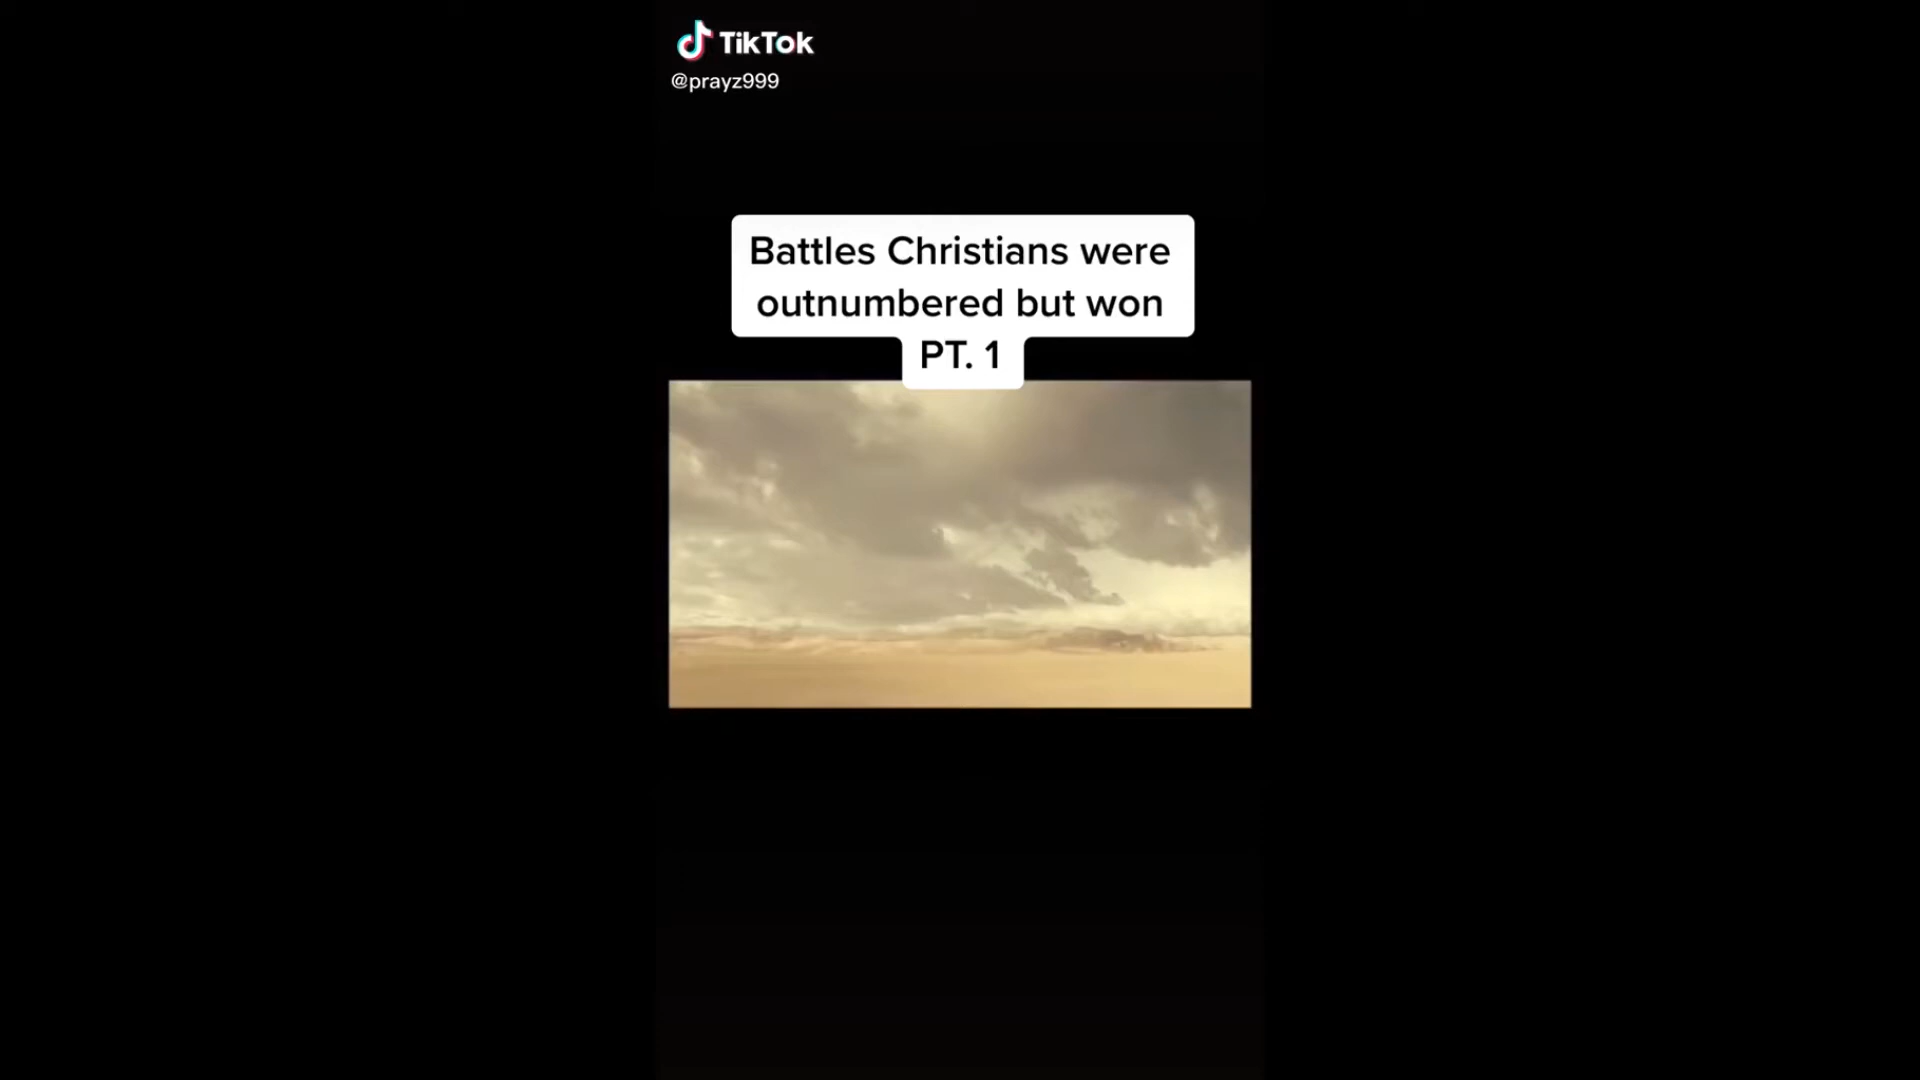 TikTok
@prayz999
Battles Christians were
outnumbered but won
PT. 1